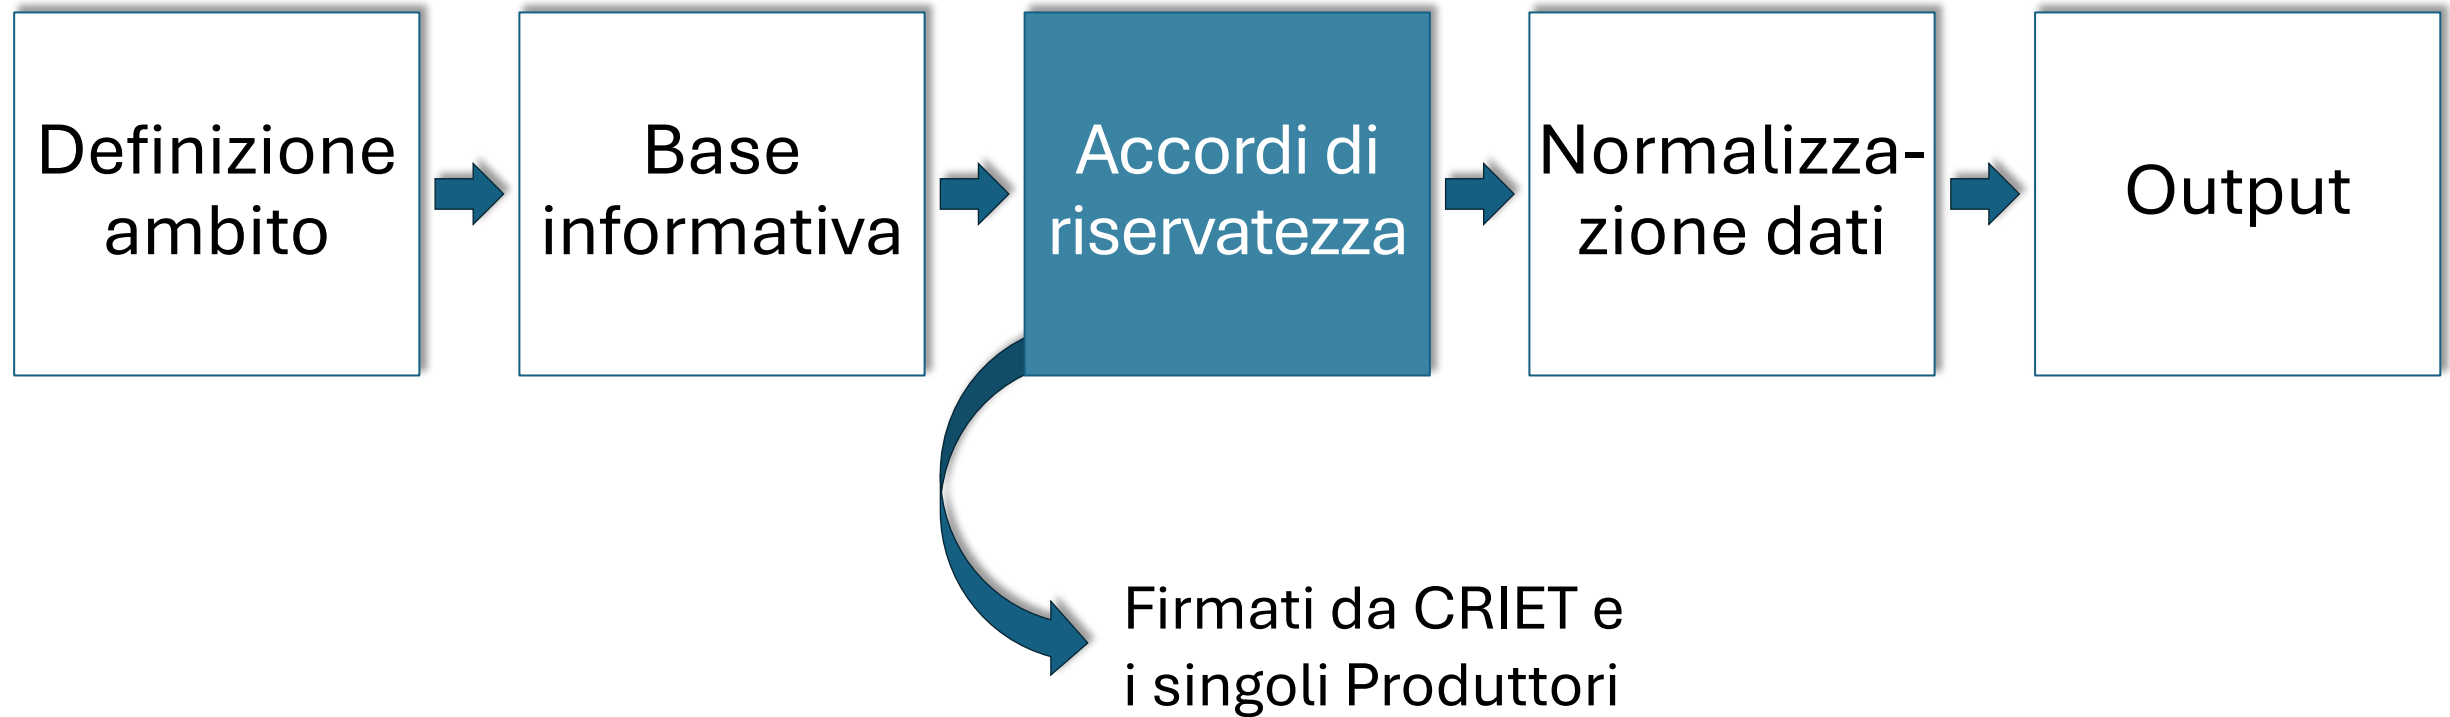 Definizione
ambito
Base
informativa
Accordi di
riservatezza
Normalizza-
zione dati
Output
Firmati da CRIET e
i singoli Produttori